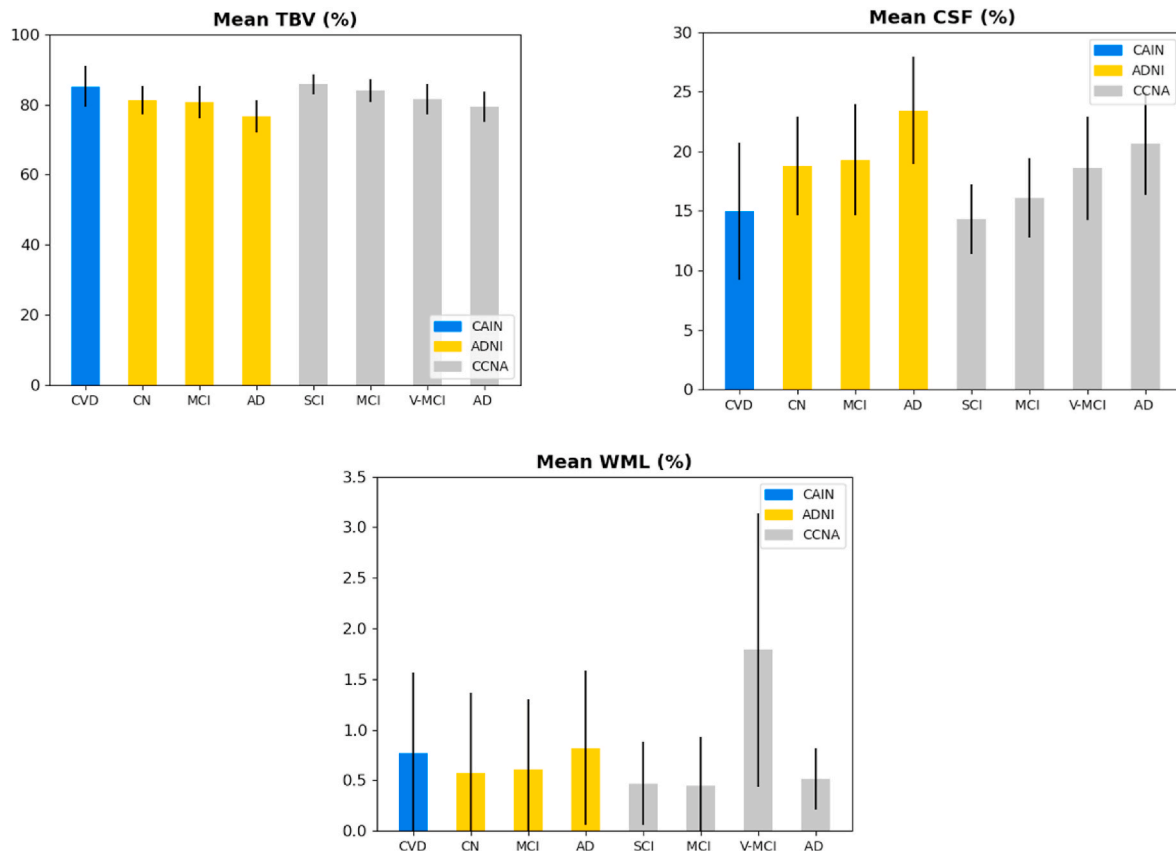 Mean TBV (%)
100
80
60
40
20
0
CAIN
ADNI
CCNA
CVD CN MCI AD SCI MCI V-MCI AD
Mean CSF (%)
30
25
20
15
10
5
0
CAIN
ADNI
CCNA
CVD CN MCI AD SCI MCI V-MCI AD
Mean WML (%)
3.5
3.0
2.5
2.0
1.5
1.0
0.5
0.0
CAIN
ADNI
CCNA
CVD CN MCI AD SCI MCI V-MCI AD